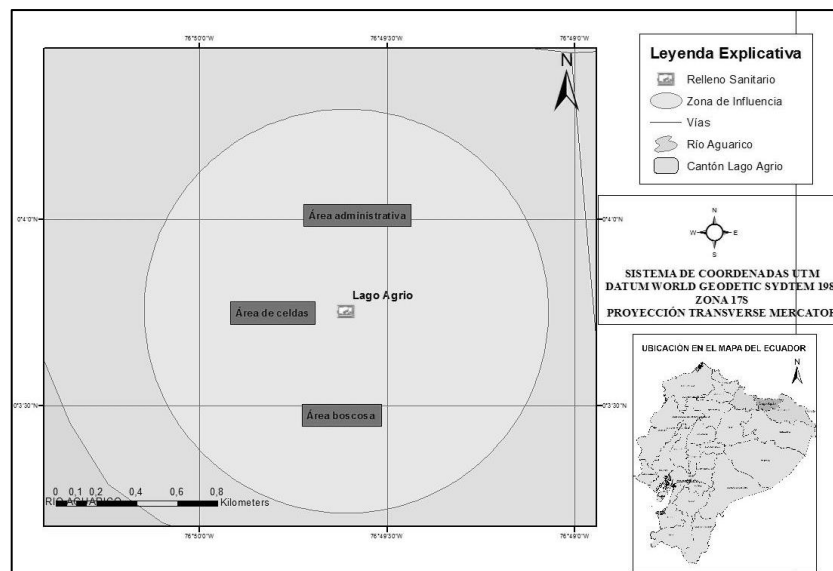 76°50'0"W
76°49'30"W
76°49'0"W
N
Leyenda Explicativa
Relleno Sanitario
Zona de Influencia
Vías
Río Aguarico
Cantón Lago Agrio
0°4'0"N
Área administrativa
0°4'0"N
N
W
E
S
SISTEMA DE COORDENADAS UTM
DATUM WORLD GEODETIC SYDTEM 198
ZONA 17S
PROYECCIÓN TRANSVERSE MERCATOR
Lago Agrio
Área de celdas
UBICACIÓN EN EL MAPA DEL ECUADOR
N
0°3'30"N
Área boscosa
0°3'30"N
0 0,1 0,2 0,4 0,6 0,8
Kilometers
RIO AGUARICO
76°50'0"W
76°49'30"W
76°49'0"W